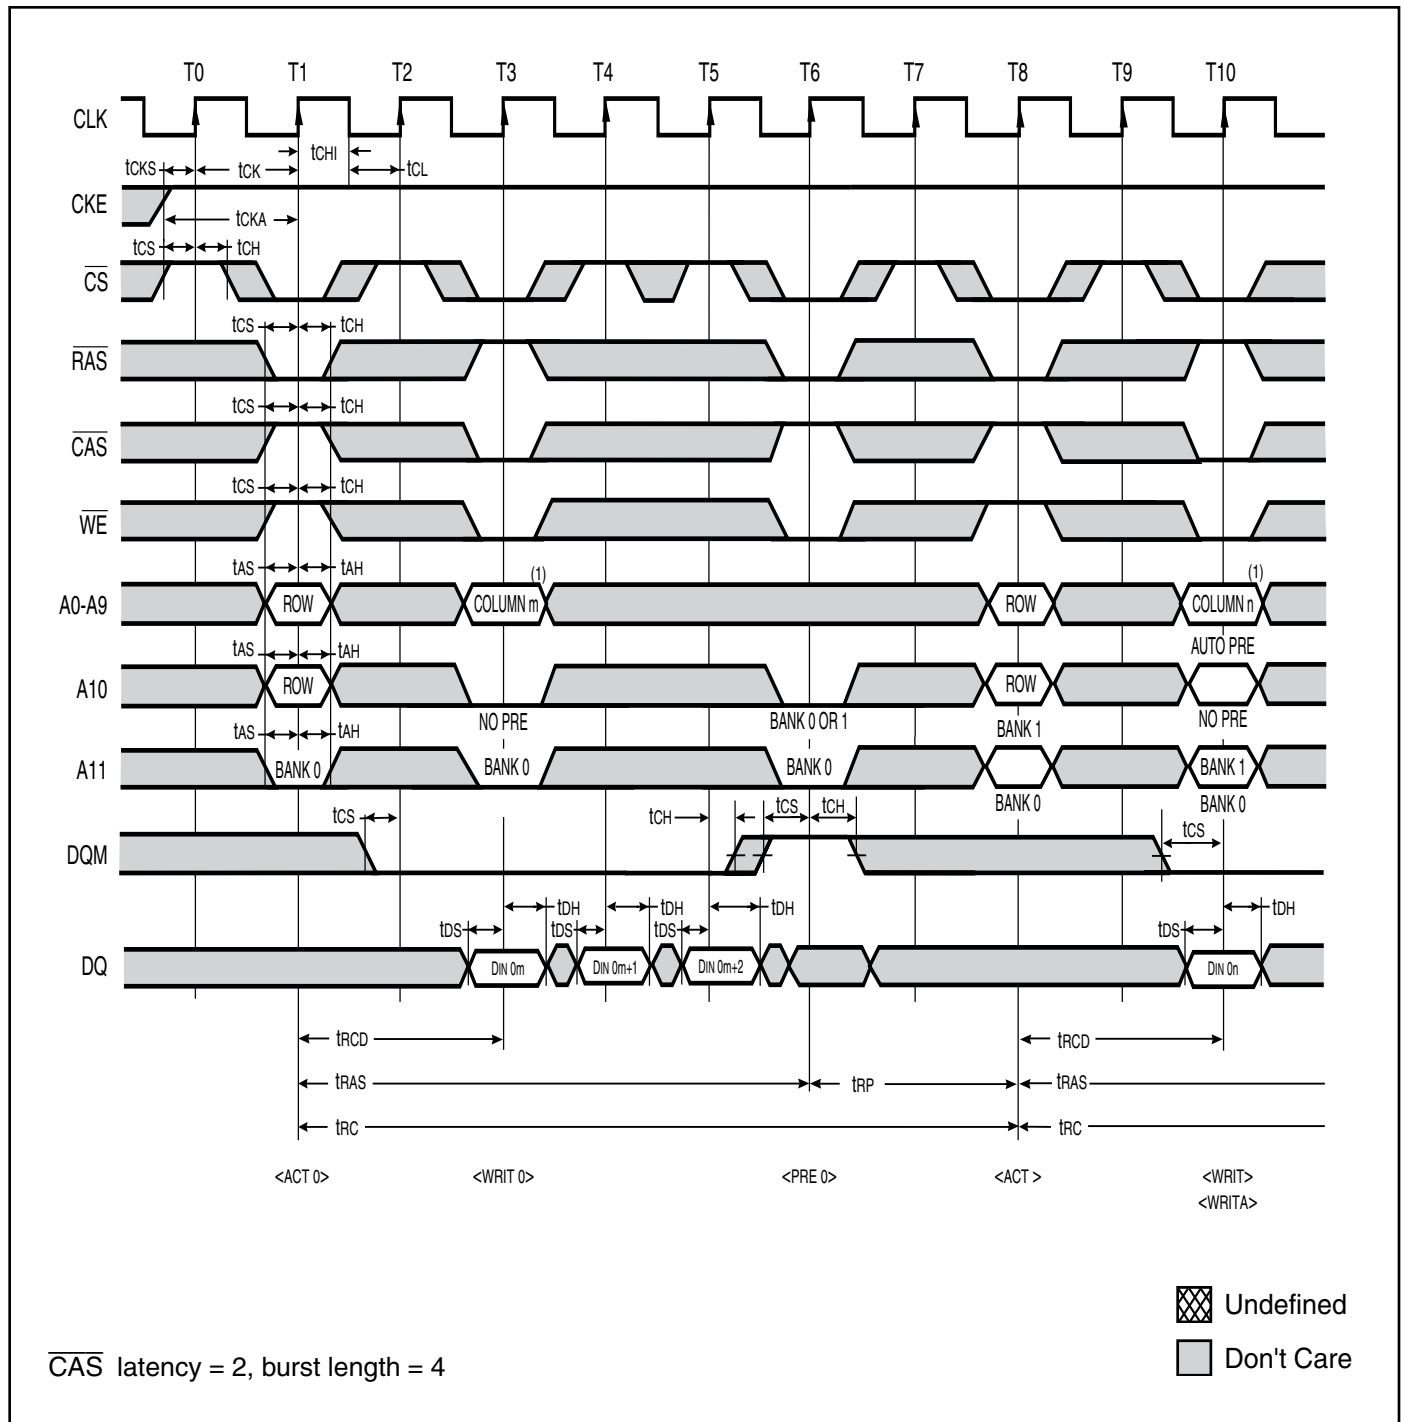 T0 T1 T2 T3 T4 T5 T6 T7 T8 T9 T10
CLK
tCHI
tCKS tCK tCL
CKE
tCKA
tCS tCH
CS
tCS tCH
RAS
tCS tCH
CAS
tCS tCH
WE
tAS tAH (1) (1)
A0-A9 ROW COLUMN m ROW COLUMN n
tAS tAH AUTO PRE
A10 ROW ROW
NO PRE BANK 0 OR 1 NO PRE
tAS tAH BANK 1
A11 BANK 0 BANK 0 BANK 0 BANK 1
BANK 0 BANK 0
tCS tCH tCS tCH
tCS
DQM
tDH tDH tDH tDH
tDS tDS tDS tDS
DQ DIN 0m DIN 0m+1 DIN 0m+2 DIN 0n
tRCD tRCD
tRAS tRP tRAS
tRC tRC
<ACT 0> <WRIT 0> <PRE 0> <ACT > <WRIT>
<WRITA>
Undefined
Don't Care
CAS latency = 2, burst length = 4